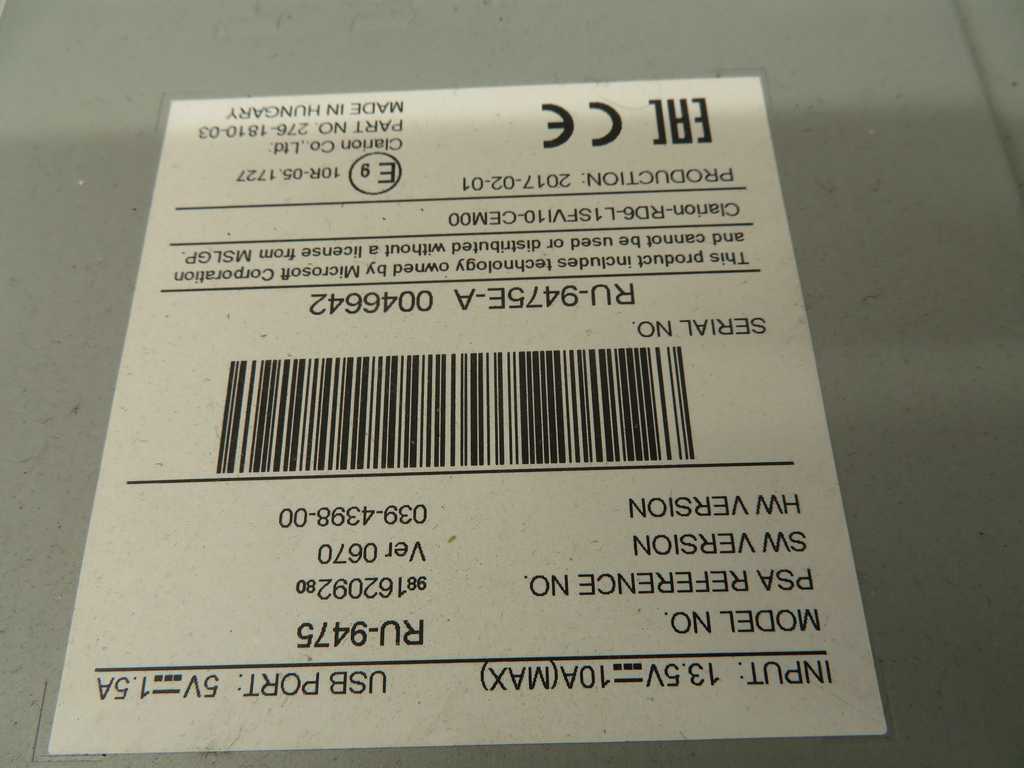 INPUT: 13.5V⎓10A(MAX) USB PORT: 5V⎓1.5A
MODEL NO. RU-9475
PSA REFERENCE NO. 9816209280
SW VERSION Ver 0670
HW VERSION 039-4398-00
SERIAL NO.
RU-9475E-A 0046642
This product includes technology owned by Microsoft Corporation
and cannot be used or distributed without a license from MSLGP.
Clarion-RD6-L1SFVI10-CEM00
PRODUCTION: 2017-02-01
E9 10R-05.1727
EAC CE
Clarion Co.,Ltd.
PART NO. 276-1810-03
MADE IN HUNGARY